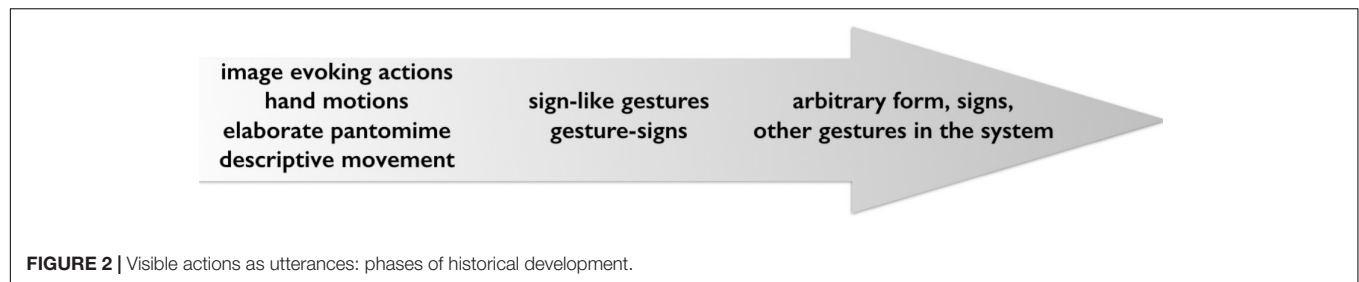 image evoking actions
hand motions
elaborate pantomime
descriptive movement
sign-like gestures
gesture-signs
arbitrary form, signs,
other gestures in the system
FIGURE 2 | Visible actions as utterances: phases of historical development.